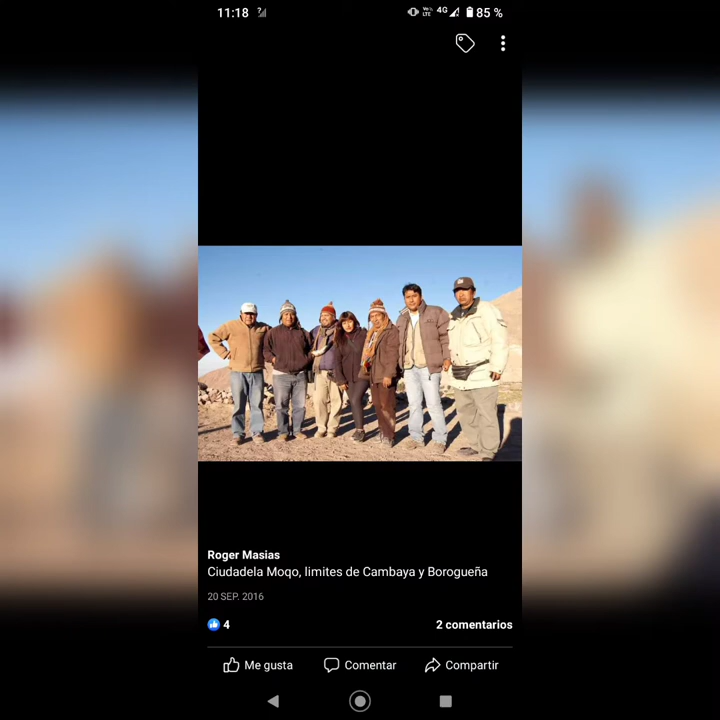 11:18
4G 85 %
Roger Masias
Ciudadela Moqo, limites de Cambaya y Borogueña
20 SEP. 2016
4 2 comentarios
Me gusta Comentar Compartir